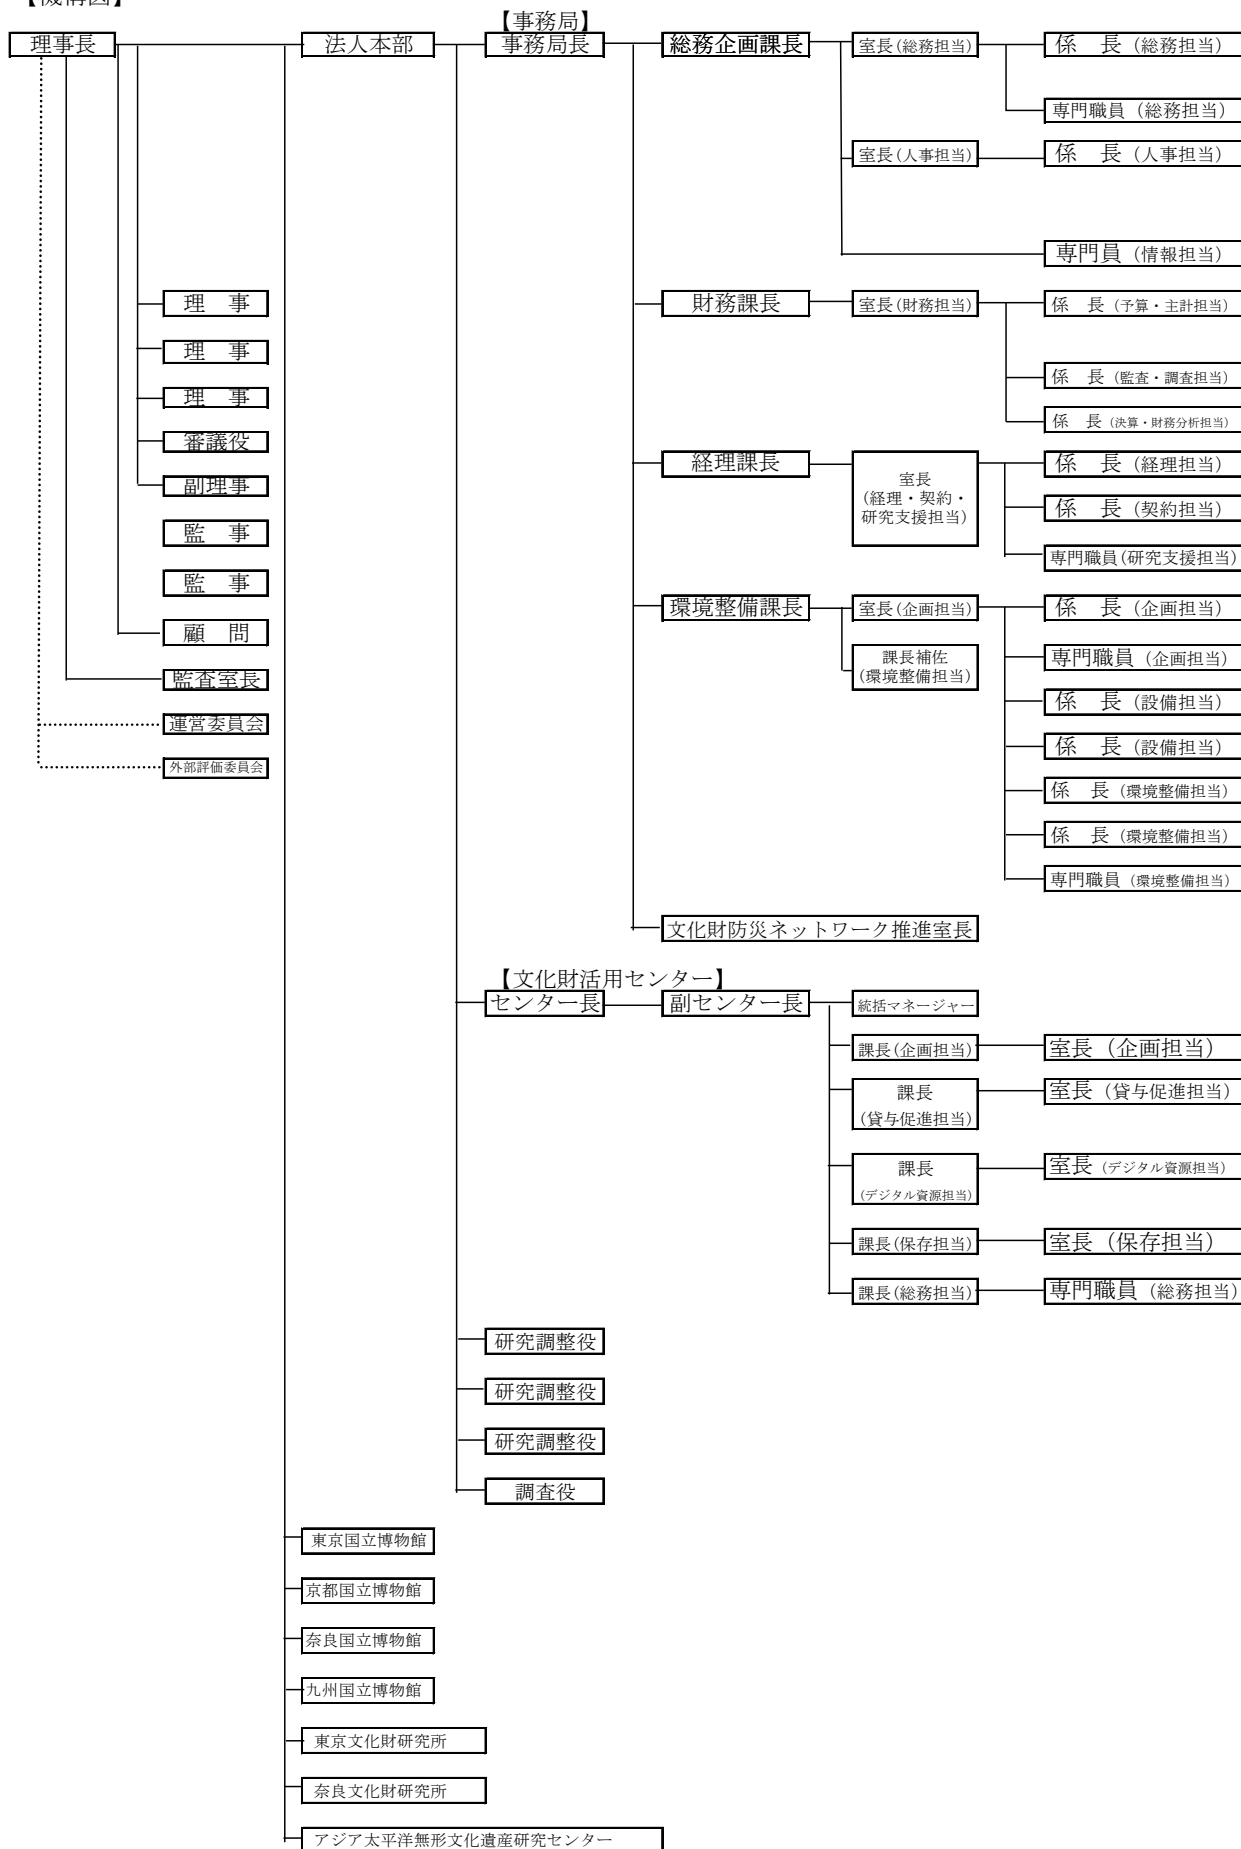 【機構図】
【事務局】
理事長
法人本部
事務局長
総務企画課長
室長(総務担当)
係　長（総務担当）
専門職員（総務担当）
室長(人事担当)
係　長（人事担当）
専門員（情報担当）
理　事
財務課長
室長(財務担当)
係　長（予算・主計担当）
理　事
係　長（監査・調査担当）
理　事
係　長（決算・財務分析担当）
審議役
経理課長
室長
(経理・契約・
研究支援担当)
係　長（経理担当）
副理事
係　長（契約担当）
監　事
専門職員(研究支援担当)
監　事
環境整備課長
室長(企画担当)
係　長（企画担当）
顧　問
課長補佐
(環境整備担当)
専門職員（企画担当）
監査室長
係　長（設備担当）
運営委員会
係　長（設備担当）
外部評価委員会
係　長（環境整備担当）
係　長（環境整備担当）
専門職員（環境整備担当）
文化財防災ネットワーク推進室長
【文化財活用センター】
センター長
副センター長
統括マネージャー
課長(企画担当)
室長（企画担当）
課長
(貸与促進担当)
室長（貸与促進担当）
課長
(デジタル資源担当)
室長（デジタル資源担当）
課長(保存担当)
室長（保存担当）
課長(総務担当)
専門職員（総務担当）
研究調整役
研究調整役
研究調整役
調査役
東京国立博物館
京都国立博物館
奈良国立博物館
九州国立博物館
東京文化財研究所
奈良文化財研究所
アジア太平洋無形文化遺産研究センター